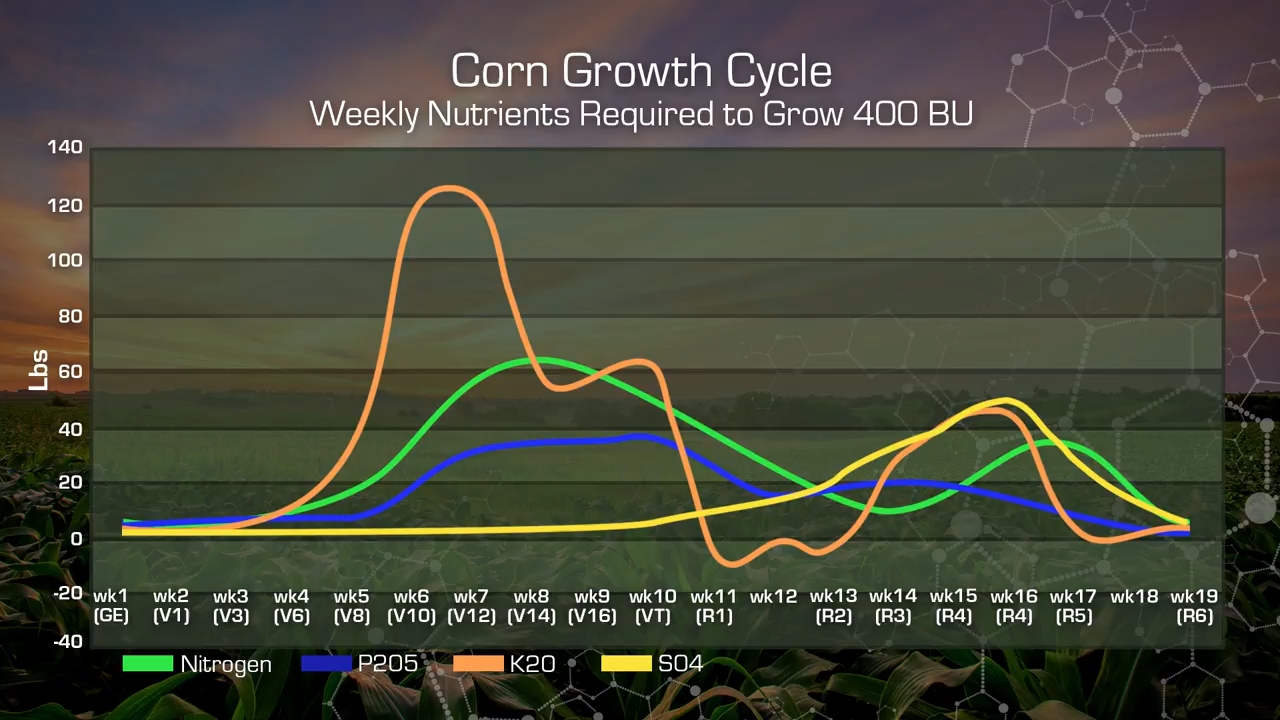 Corn Growth Cycle
Weekly Nutrients Required to Grow 400 BU
140
120
100
80
60
40
20
0
-20
-40
Lbs
wk1 wk2 wk3 wk4 wk5 wk6 wk7 wk8 wk9 wk10 wk11 wk12 wk13 wk14 wk15 wk16 wk17 wk18 wk19
(GE) (V1) (V3) (V6) (V8) (V10) (V12) (V14) (V16) (VT) (R1) (R2) (R3) (R4) (R4) (R5) (R6)
Nitrogen P205 K20 S04